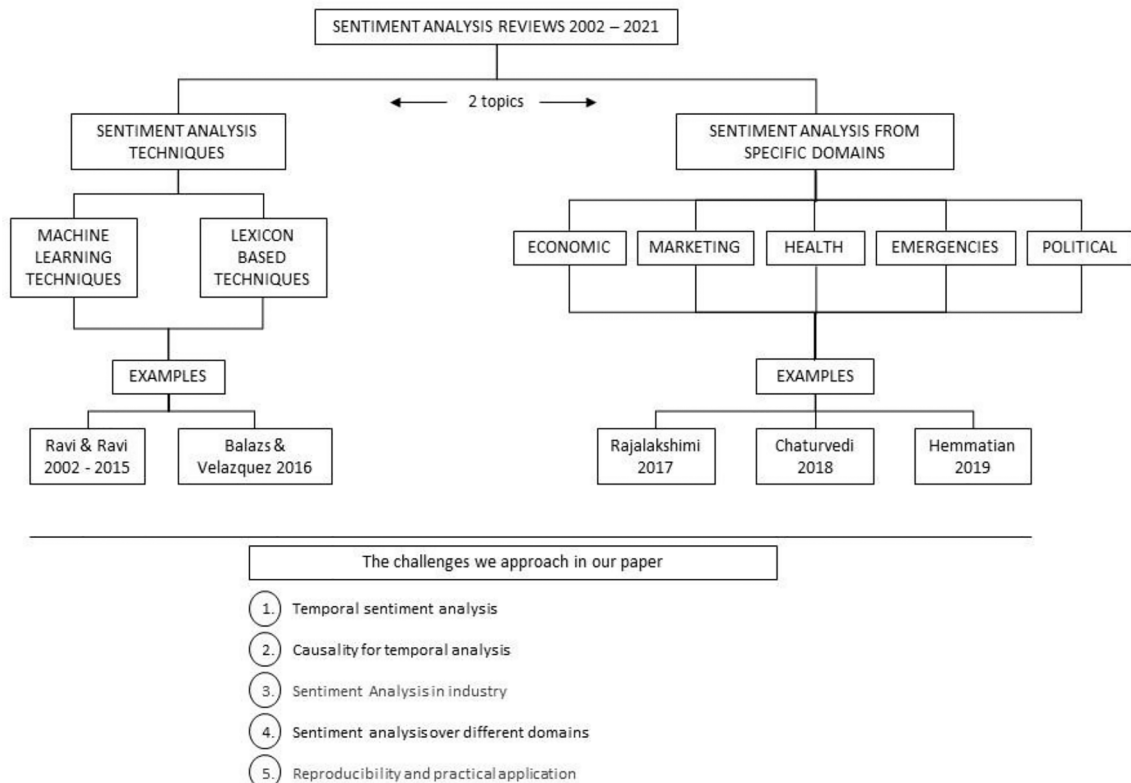 SENTIMENT ANALYSIS REVIEWS 2002 – 2021
2 topics
SENTIMENT ANALYSIS
TECHNIQUES
SENTIMENT ANALYSIS FROM
SPECIFIC DOMAINS
MACHINE
LEARNING
TECHNIQUES
LEXICON
BASED
TECHNIQUES
ECONOMIC
MARKETING
HEALTH
EMERGENCIES
POLITICAL
EXAMPLES
EXAMPLES
Ravi & Ravi
2002 - 2015
Balazs &
Velazquez 2016
Rajalakshimi
2017
Chaturvedi
2018
Hemmatian
2019
The challenges we approach in our paper
1. Temporal sentiment analysis
2. Causality for temporal analysis
3. Sentiment Analysis in industry
4. Sentiment analysis over different domains
5. Reproducibility and practical application